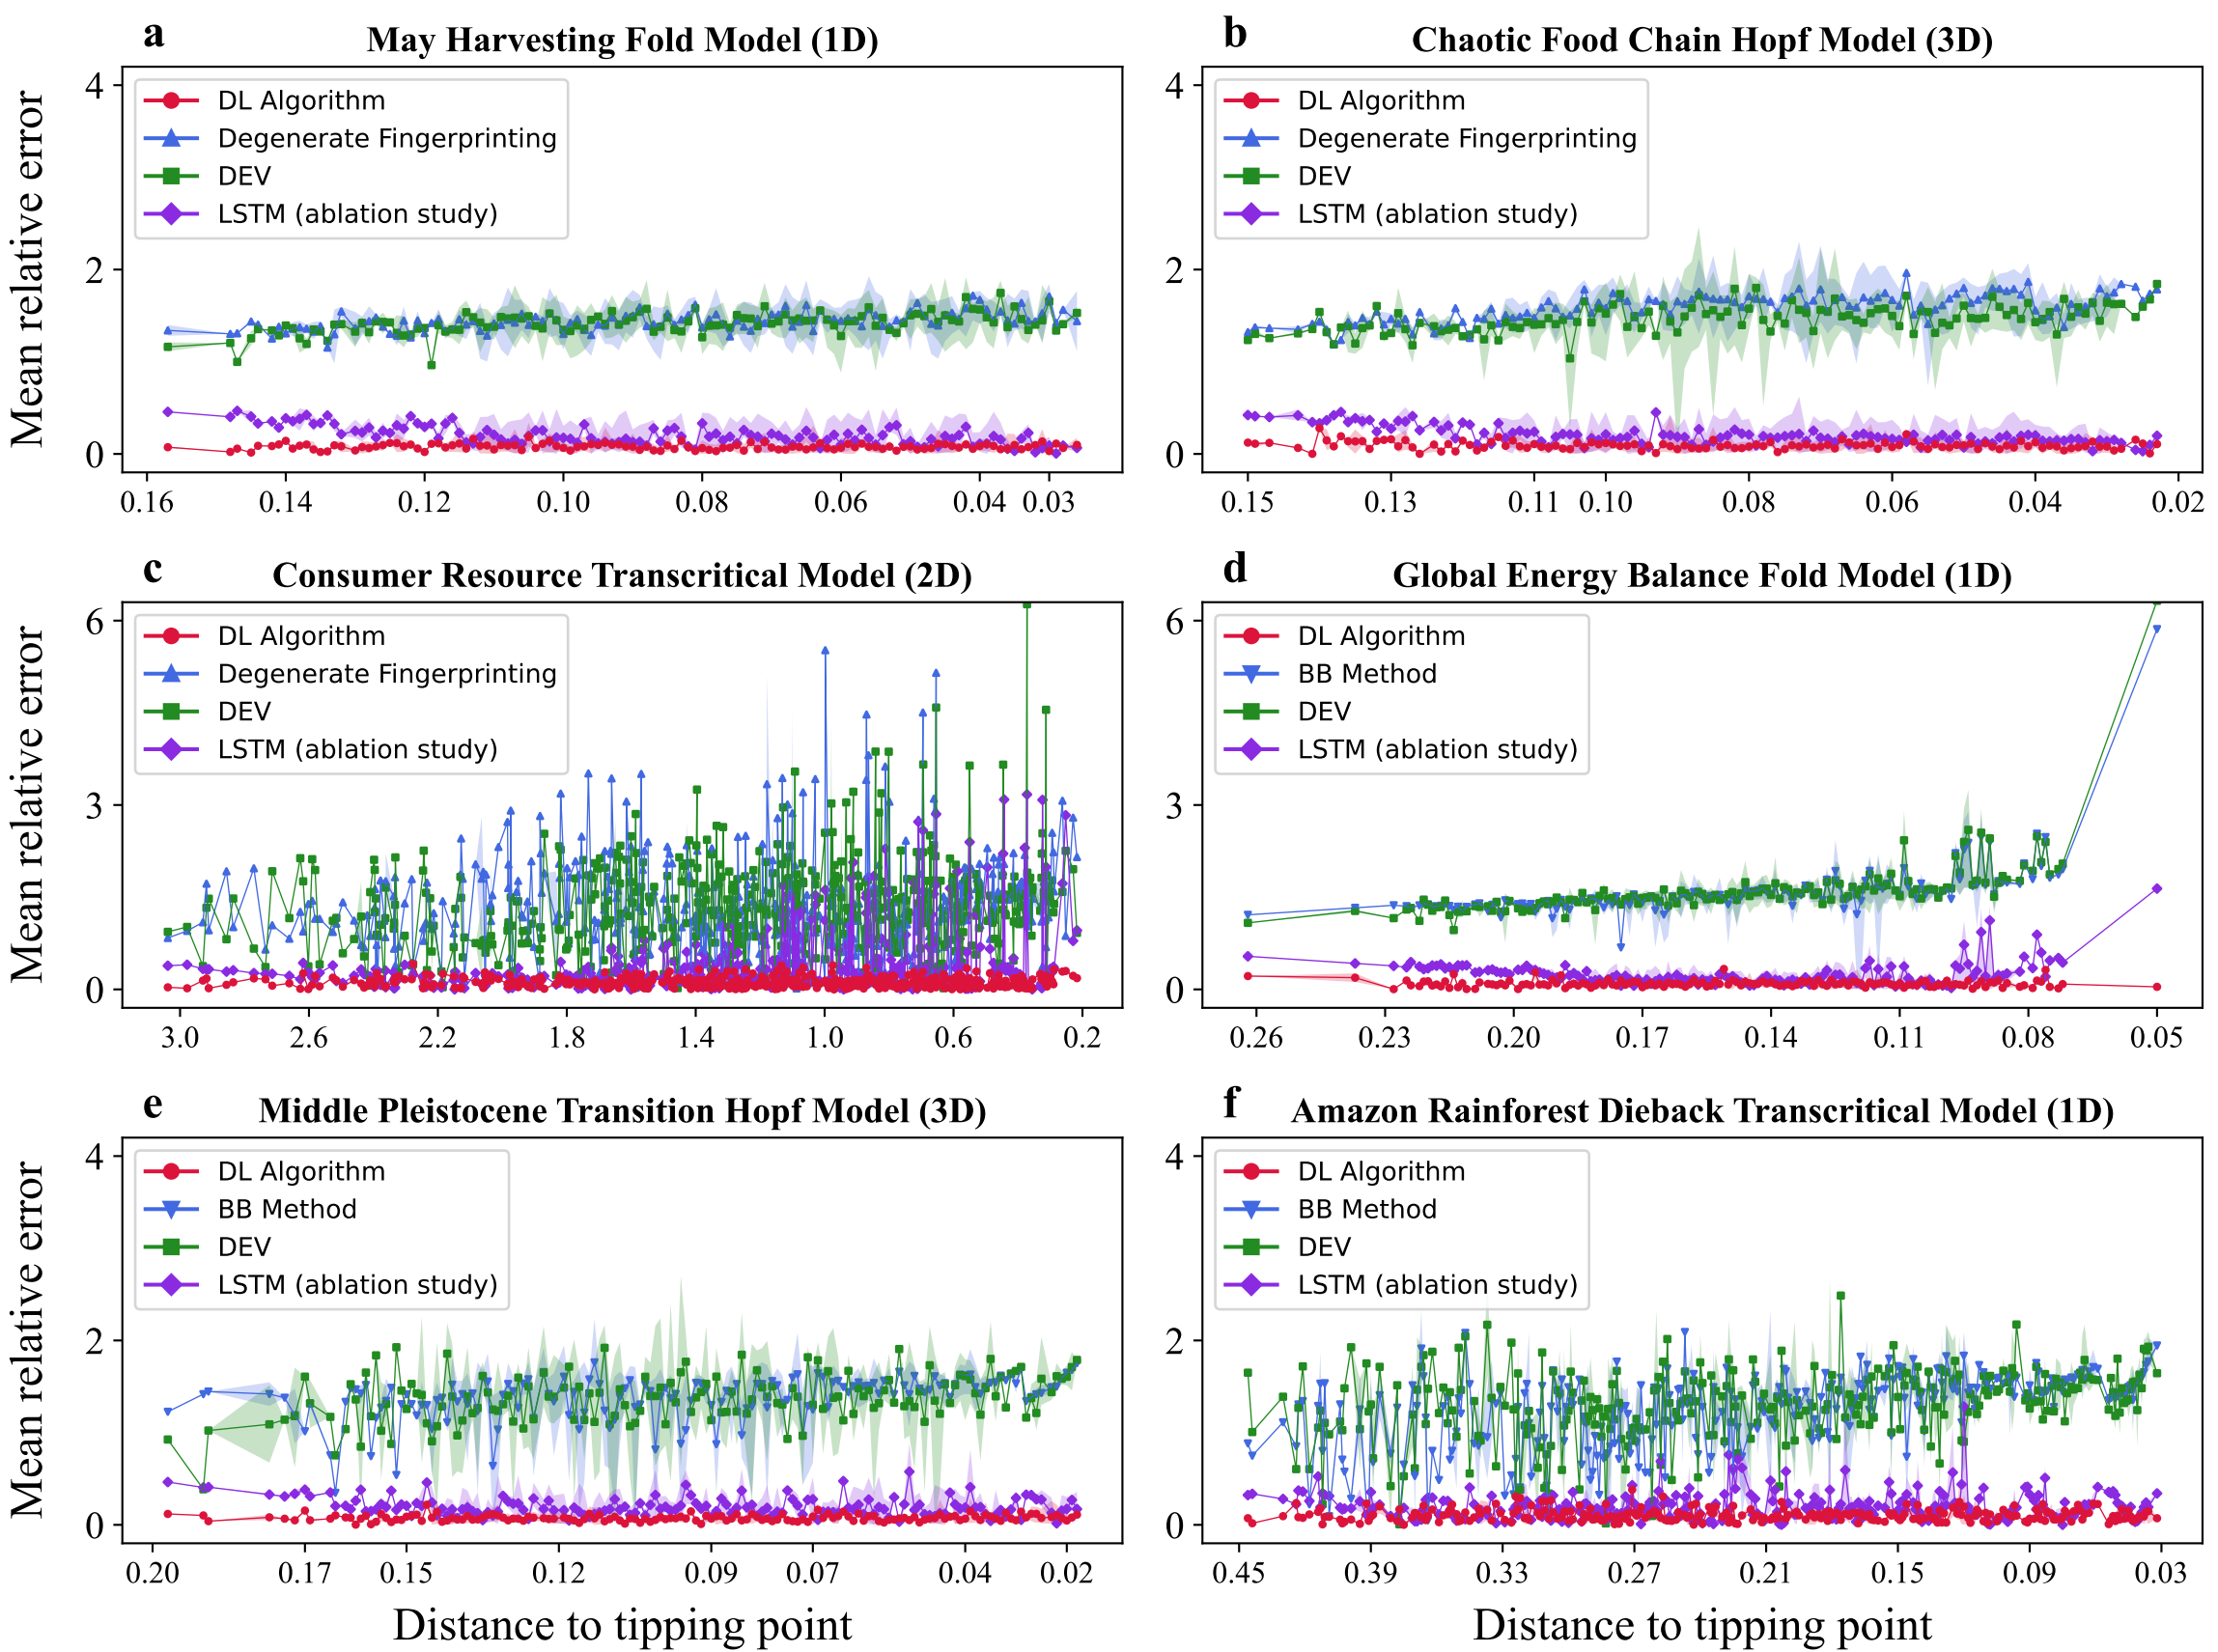 a
May Harvesting Fold Model (1D)
Mean relative error
4
2
0
DL Algorithm
Degenerate Fingerprinting
DEV
LSTM (ablation study)
0.16 0.14 0.12 0.10 0.08 0.06 0.04 0.03
b
Chaotic Food Chain Hopf Model (3D)
4
2
0
DL Algorithm
Degenerate Fingerprinting
DEV
LSTM (ablation study)
0.15 0.13 0.11 0.10 0.08 0.06 0.04 0.02
c
Consumer Resource Transcritical Model (2D)
Mean relative error
6
3
0
DL Algorithm
Degenerate Fingerprinting
DEV
LSTM (ablation study)
3.0 2.6 2.2 1.8 1.4 1.0 0.6 0.2
d
Global Energy Balance Fold Model (1D)
6
3
0
DL Algorithm
BB Method
DEV
LSTM (ablation study)
0.26 0.23 0.20 0.17 0.14 0.11 0.08 0.05
e
Middle Pleistocene Transition Hopf Model (3D)
Mean relative error
4
2
0
DL Algorithm
BB Method
DEV
LSTM (ablation study)
0.20 0.17 0.15 0.12 0.09 0.07 0.04 0.02
Distance to tipping point
f
Amazon Rainforest Dieback Transcritical Model (1D)
4
2
0
DL Algorithm
BB Method
DEV
LSTM (ablation study)
0.45 0.39 0.33 0.27 0.21 0.15 0.09 0.03
Distance to tipping point